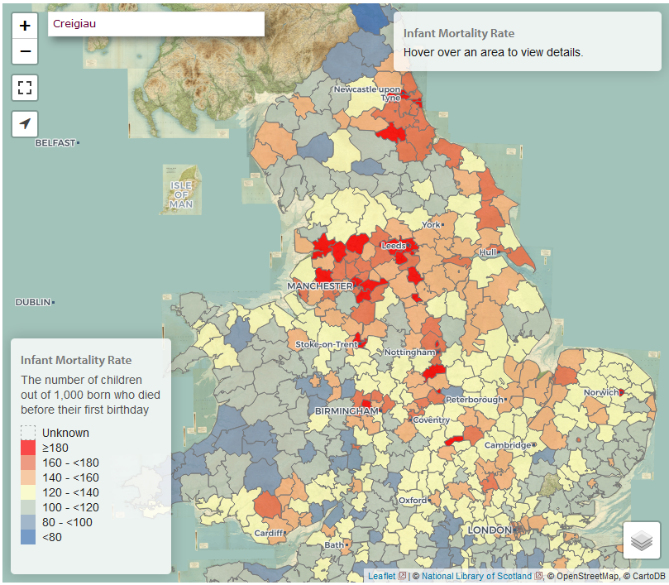 +
−
Creigiau
Infant Mortality Rate
Hover over an area to view details.
Newcastle upon
Tyne
BELFAST
ISLE
OF
MAN
York
Leeds
Hull
MANCHESTER
DUBLIN
Stoke-on-Trent
Nottingham
Infant Mortality Rate
The number of children
out of 1,000 born who died
before their first birthday
Unknown
≥180
160 - <180
140 - <160
120 - <140
100 - <120
80 - <100
<80
Norwich
Peterborough
BIRMINGHAM
Coventry
Cambridge
Oxford
LONDON
Cardiff
Bath
Leaflet | © National Library of Scotland, © OpenStreetMap, © CartoDB